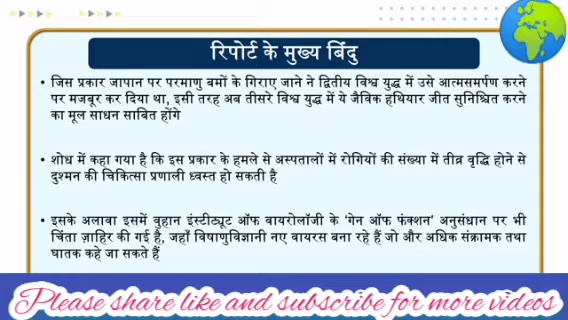 रिपोर्ट के मुख्य बिंदु
• जिस प्रकार जापान पर परमाणु बमों के गिराए जाने ने द्वितीय विश्व युद्ध में उसे आत्मसमर्पण करने
पर मजबूर कर दिया था, इसी तरह अब तीसरे विश्व युद्ध में ये जैविक हथियार जीत सुनिश्चित करने
का मूल साधन साबित होंगे
• शोध में कहा गया है कि इस प्रकार के हमले से अस्पतालों में रोगियों की संख्या में तीव्र वृद्धि होने से
दुश्मन की चिकित्सा प्रणाली ध्वस्त हो सकती है
• इसके अलावा इसमें वुहान इंस्टीट्यूट ऑफ वायरोलॉजी के 'गेन ऑफ फंक्शन' अनुसंधान पर भी
चिंता ज़ाहिर की गई है, जहाँ विषाणुविज्ञानी नए वायरस बना रहे हैं जो और अधिक संक्रामक तथा
घातक कहे जा सकते हैं
Please share like and subscribe for more videos